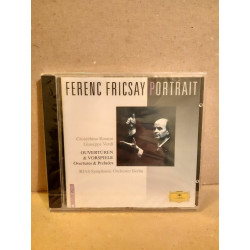 FERENC FRICSAY PORTRAIT
Gioacchino Rossini
Giuseppe Verdi
OUVERTÜREN
& VORSPIELE
Overtures & Preludes
RIAS-Symphonie-Orchester Berlin